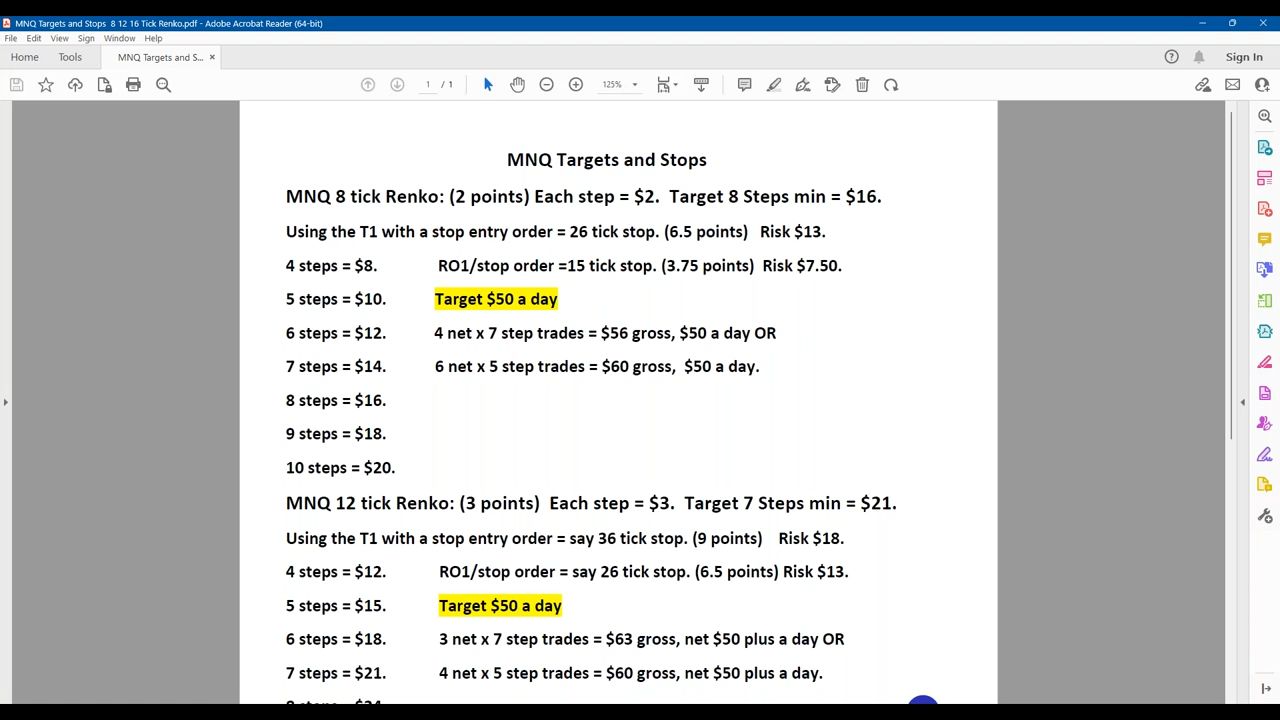 MNQ Targets and Stops  8 12 16 Tick Renko.pdf - Adobe Acrobat Reader (64-bit)
File Edit View Sign Window Help
Home Tools MNQ Targets and S... × Sign In
1 / 1 125%
MNQ Targets and Stops
MNQ 8 tick Renko: (2 points) Each step = $2.  Target 8 Steps min = $16.
Using the T1 with a stop entry order = 26 tick stop. (6.5 points)   Risk $13.
4 steps = $8. RO1/stop order =15 tick stop. (3.75 points)  Risk $7.50.
5 steps = $10. Target $50 a day
6 steps = $12. 4 net x 7 step trades = $56 gross, $50 a day OR
7 steps = $14. 6 net x 5 step trades = $60 gross,  $50 a day.
8 steps = $16.
9 steps = $18.
10 steps = $20.
MNQ 12 tick Renko: (3 points)  Each step = $3.  Target 7 Steps min = $21.
Using the T1 with a stop entry order = say 36 tick stop. (9 points)    Risk $18.
4 steps = $12. RO1/stop order = say 26 tick stop. (6.5 points) Risk $13.
5 steps = $15. Target $50 a day
6 steps = $18. 3 net x 7 step trades = $63 gross, net $50 plus a day OR
7 steps = $21. 4 net x 5 step trades = $60 gross, net $50 plus a day.